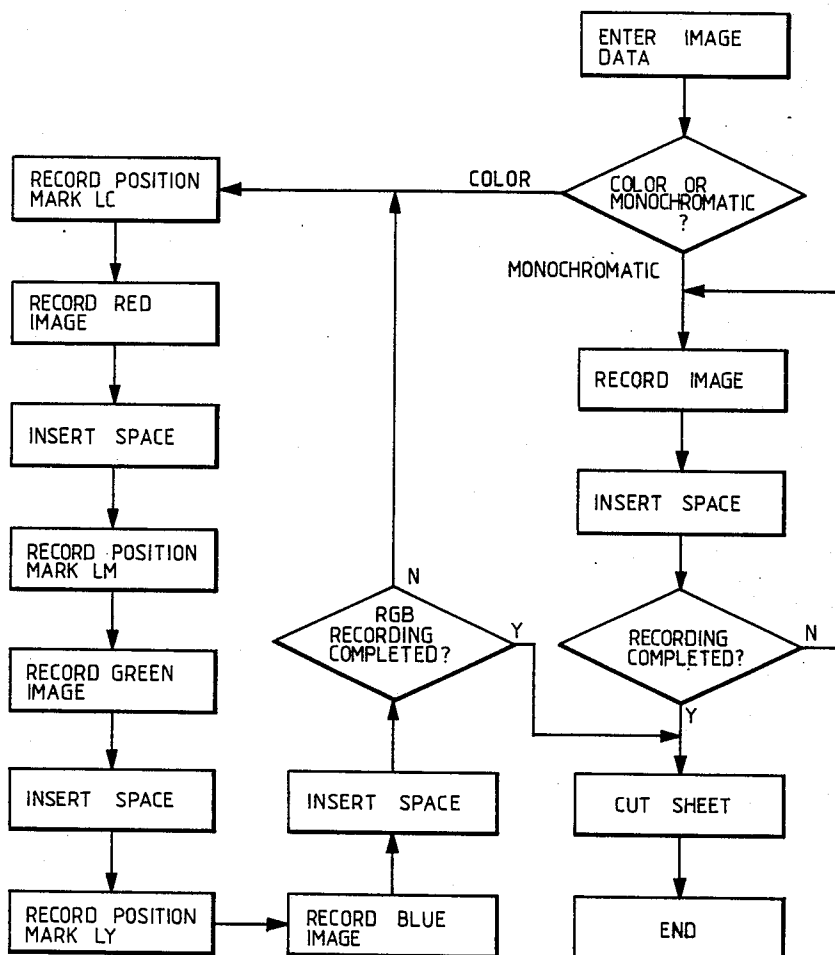 ENTER IMAGE
DATA
COLOR OR
MONOCHROMATIC
?
COLOR
MONOCHROMATIC
RECORD POSITION
MARK LC
RECORD RED
IMAGE
INSERT SPACE
RECORD POSITION
MARK LM
RECORD GREEN
IMAGE
INSERT SPACE
RECORD POSITION
MARK LY
RECORD BLUE
IMAGE
INSERT SPACE
RGB
RECORDING
COMPLETED?
N
Y
RECORD IMAGE
INSERT SPACE
RECORDING
COMPLETED?
N
Y
CUT SHEET
END